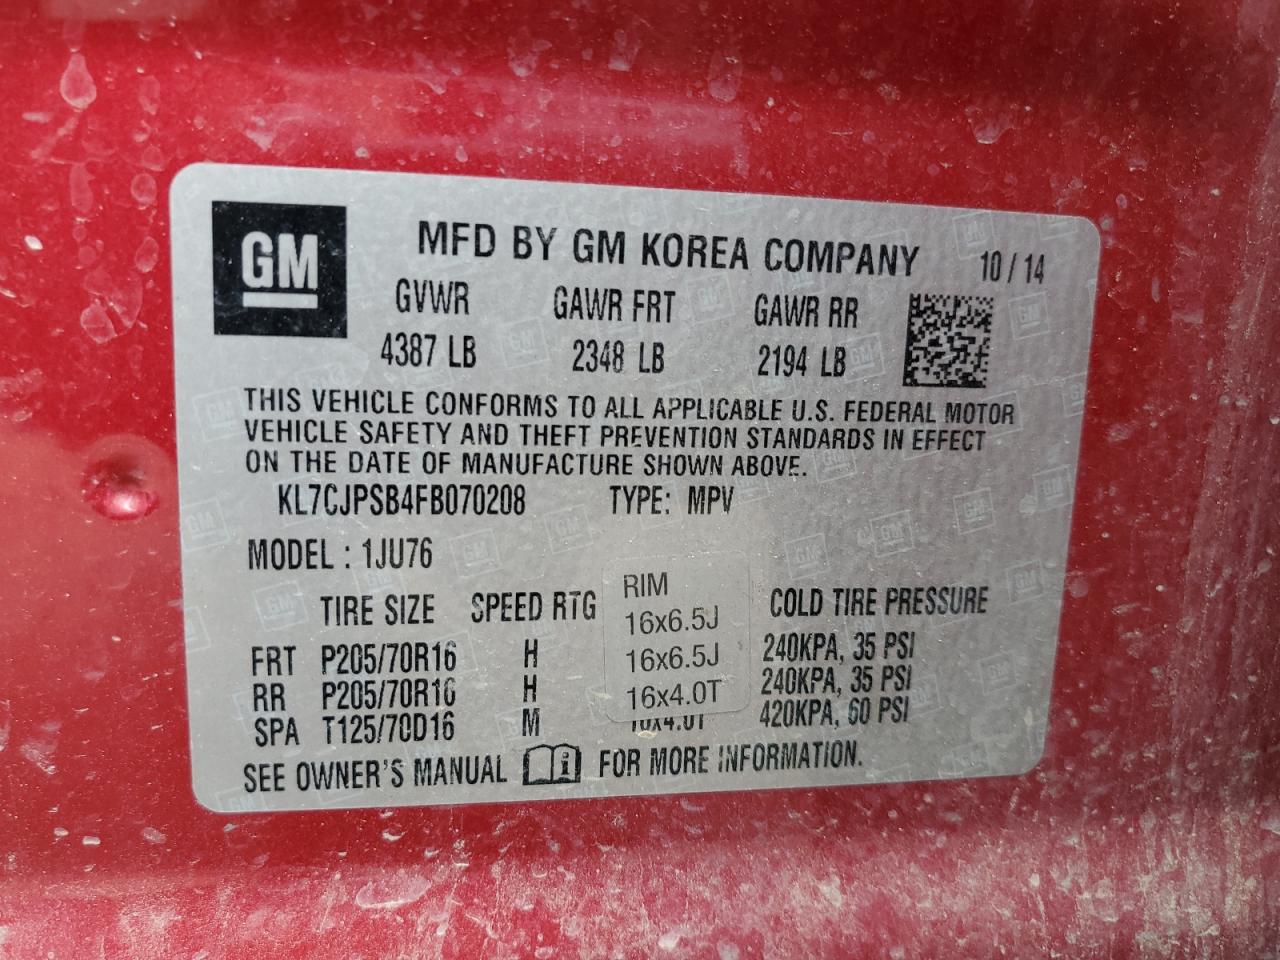 GM
MFD BY GM KOREA COMPANY 10 / 14
GVWR GAWR FRT GAWR RR
4387 LB 2348 LB 2194 LB
THIS VEHICLE CONFORMS TO ALL APPLICABLE U.S. FEDERAL MOTOR
VEHICLE SAFETY AND THEFT PREVENTION STANDARDS IN EFFECT
ON THE DATE OF MANUFACTURE SHOWN ABOVE.
KL7CJPSB4FB070208 TYPE: MPV
MODEL : 1JU76
TIRE SIZE SPEED RTG RIM COLD TIRE PRESSURE
16x6.5J
FRT P205/70R16 H 16x6.5J 240KPA, 35 PSI
RR P205/70R16 H 16x4.0T 240KPA, 35 PSI
SPA T125/70D16 M 16x4.0T 420KPA, 60 PSI
SEE OWNER'S MANUAL i FOR MORE INFORMATION.